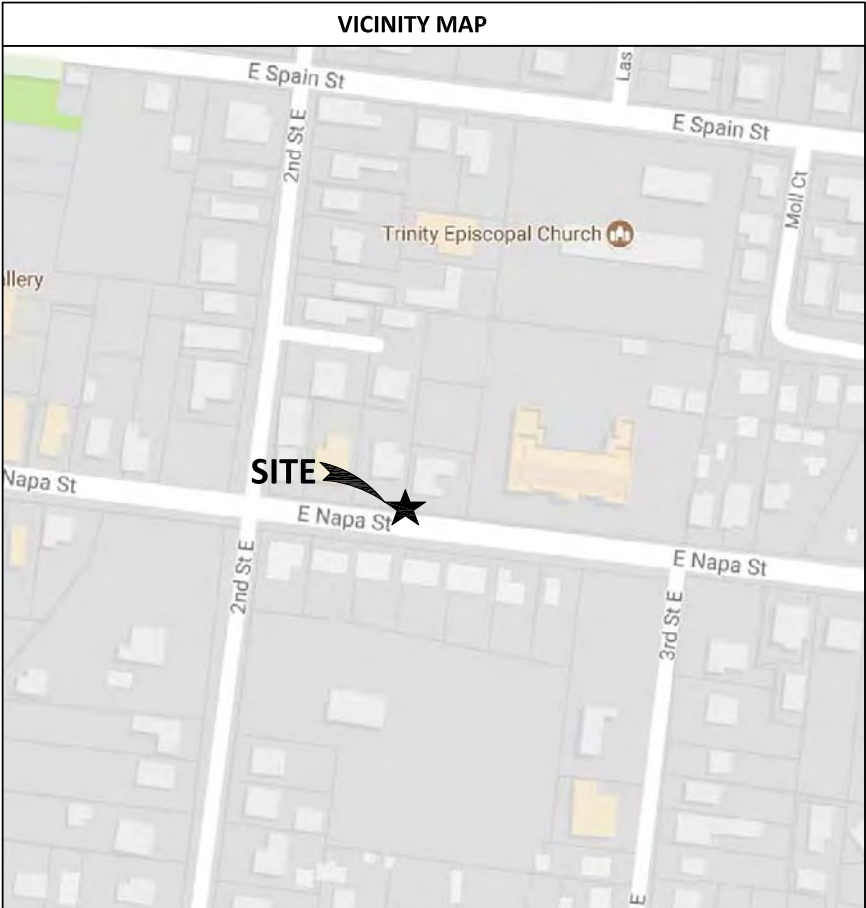 VICINITY MAP
E Spain St
Las
E Spain St
2nd St E
Moll Ct
Trinity Episcopal Church
llery
SITE
Napa St
E Napa St
E Napa St
2nd St E
3rd St E
E